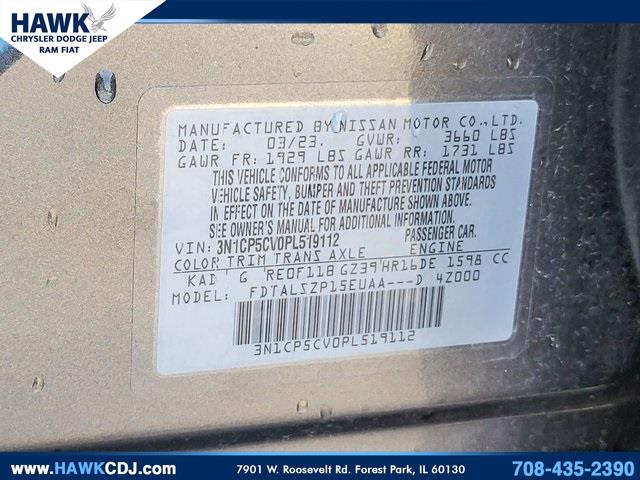 HAWK
CHRYSLER DODGE JEEP
RAM FIAT
MANUFACTURED BY NISSAN MOTOR CO.,LTD.
DATE: 03/23. GVWR: 3660 LBS
GAWR FR: 1929 LBS GAWR RR: 1731 LBS
THIS VEHICLE CONFORMS TO ALL APPLICABLE FEDERAL MOTOR
VEHICLE SAFETY, BUMPER AND THEFT PREVENTION STANDARDS
IN EFFECT ON THE DATE OF MANUFACTURE SHOWN ABOVE.
SEE OWNER'S MANUAL FOR ADDITIONAL INFORMATION.
VIN: 3N1CP5CV0PL519112 PASSENGER CAR.
COLOR TRIM TRANS AXLE ENGINE
KAD G RE0F11B GZ39 HR16DE 1598 CC
MODEL: FDTALSZP15EUAA---D 4Z000
3N1CP5CV0PL519112
www.HAWKCDJ.com
7901 W. Roosevelt Rd. Forest Park, IL 60130
708-435-2390